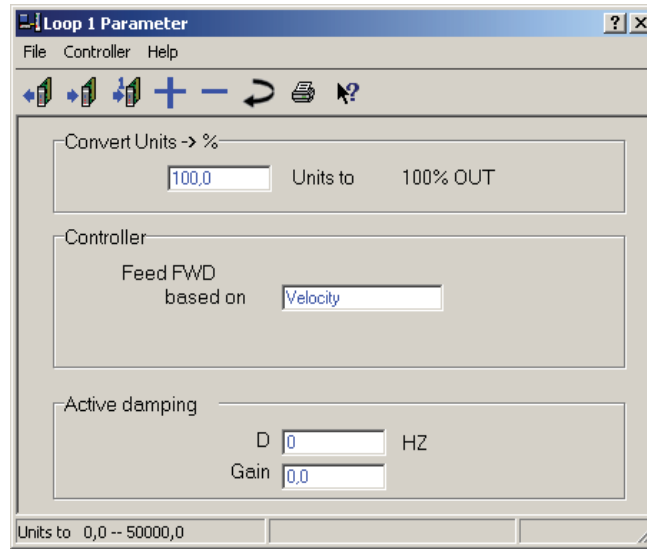 Loop 1 Parameter
File Controller Help
1
Convert Units -> %
100,0 Units to 100% OUT
Controller
Feed FWD
based on Velocity
Active damping
D 0 HZ
Gain 0,0
Units to 0,0 -- 50000,0